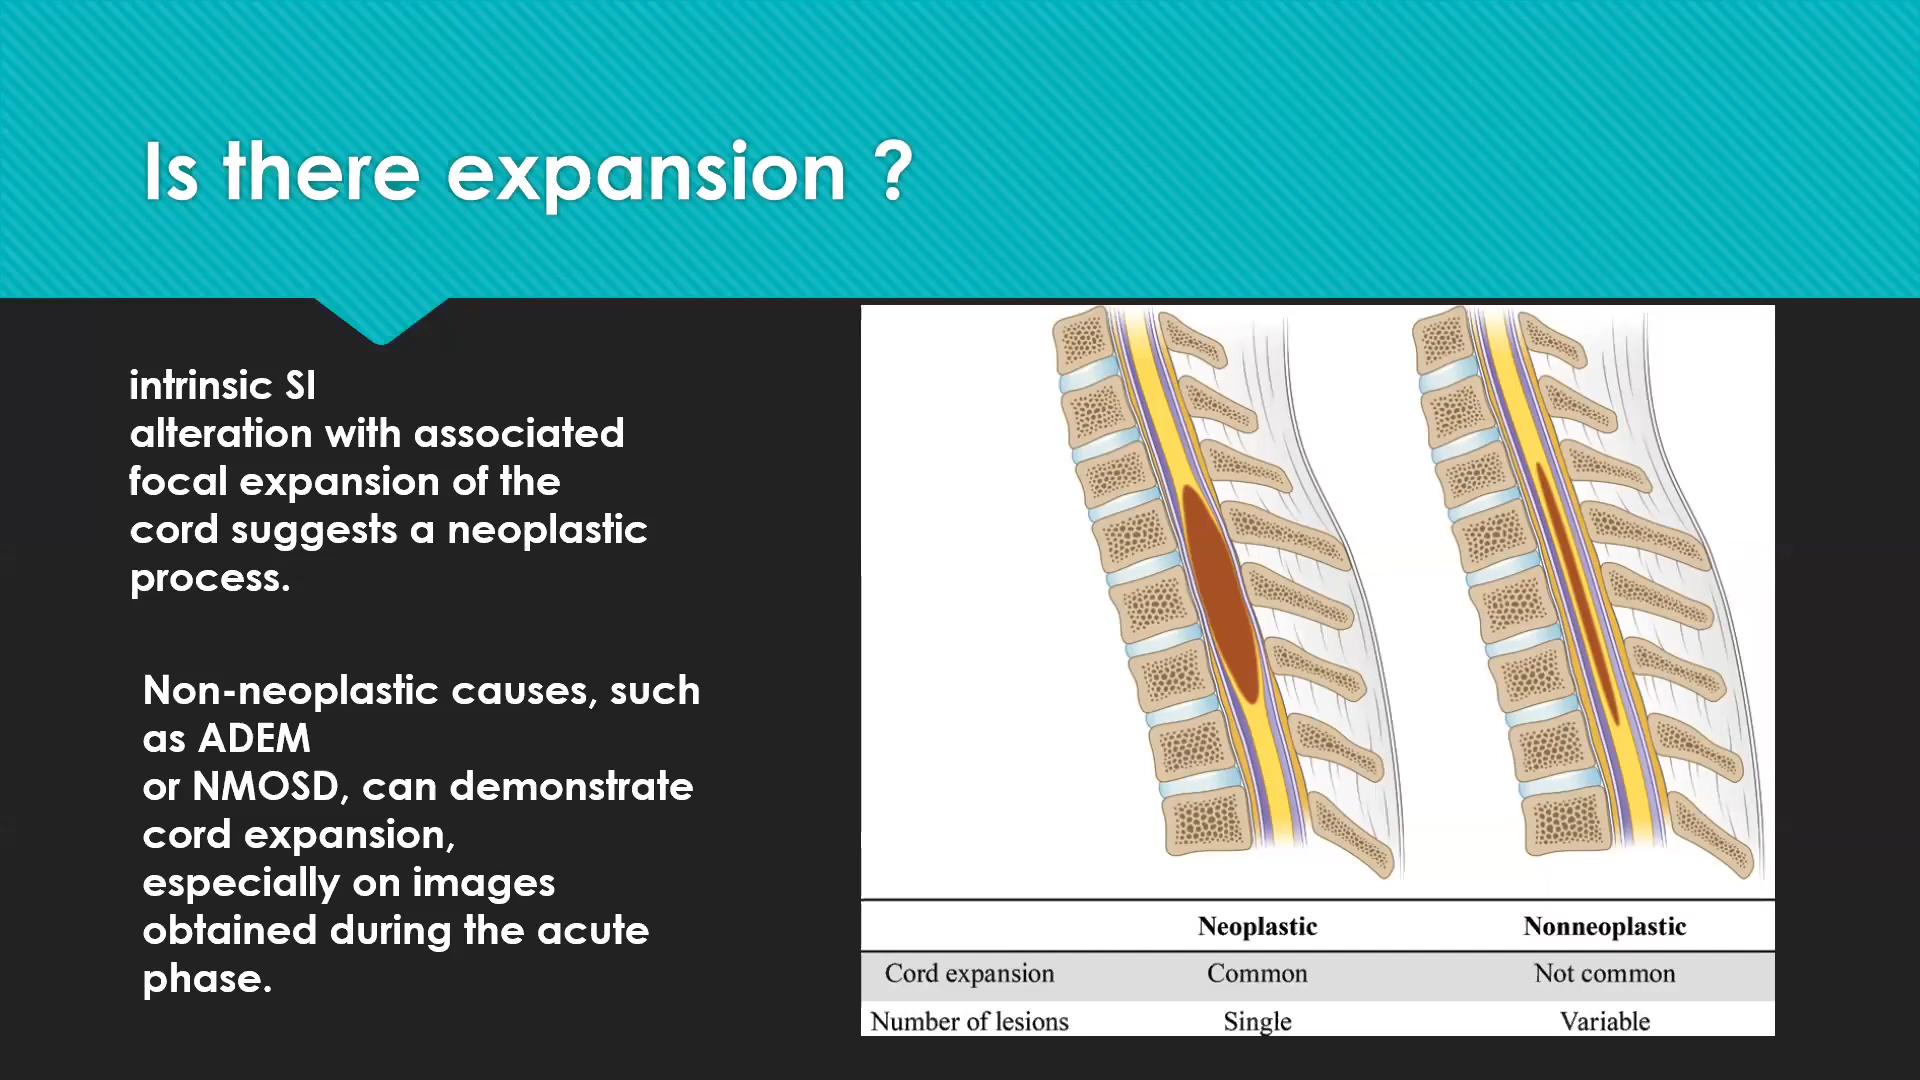 Is there expansion ?
intrinsic SI
alteration with associated
focal expansion of the
cord suggests a neoplastic
process.
Non-neoplastic causes, such
as ADEM
or NMOSD, can demonstrate
cord expansion,
especially on images
obtained during the acute
phase.
Neoplastic Nonneoplastic
Cord expansion Common Not common
Number of lesions Single Variable